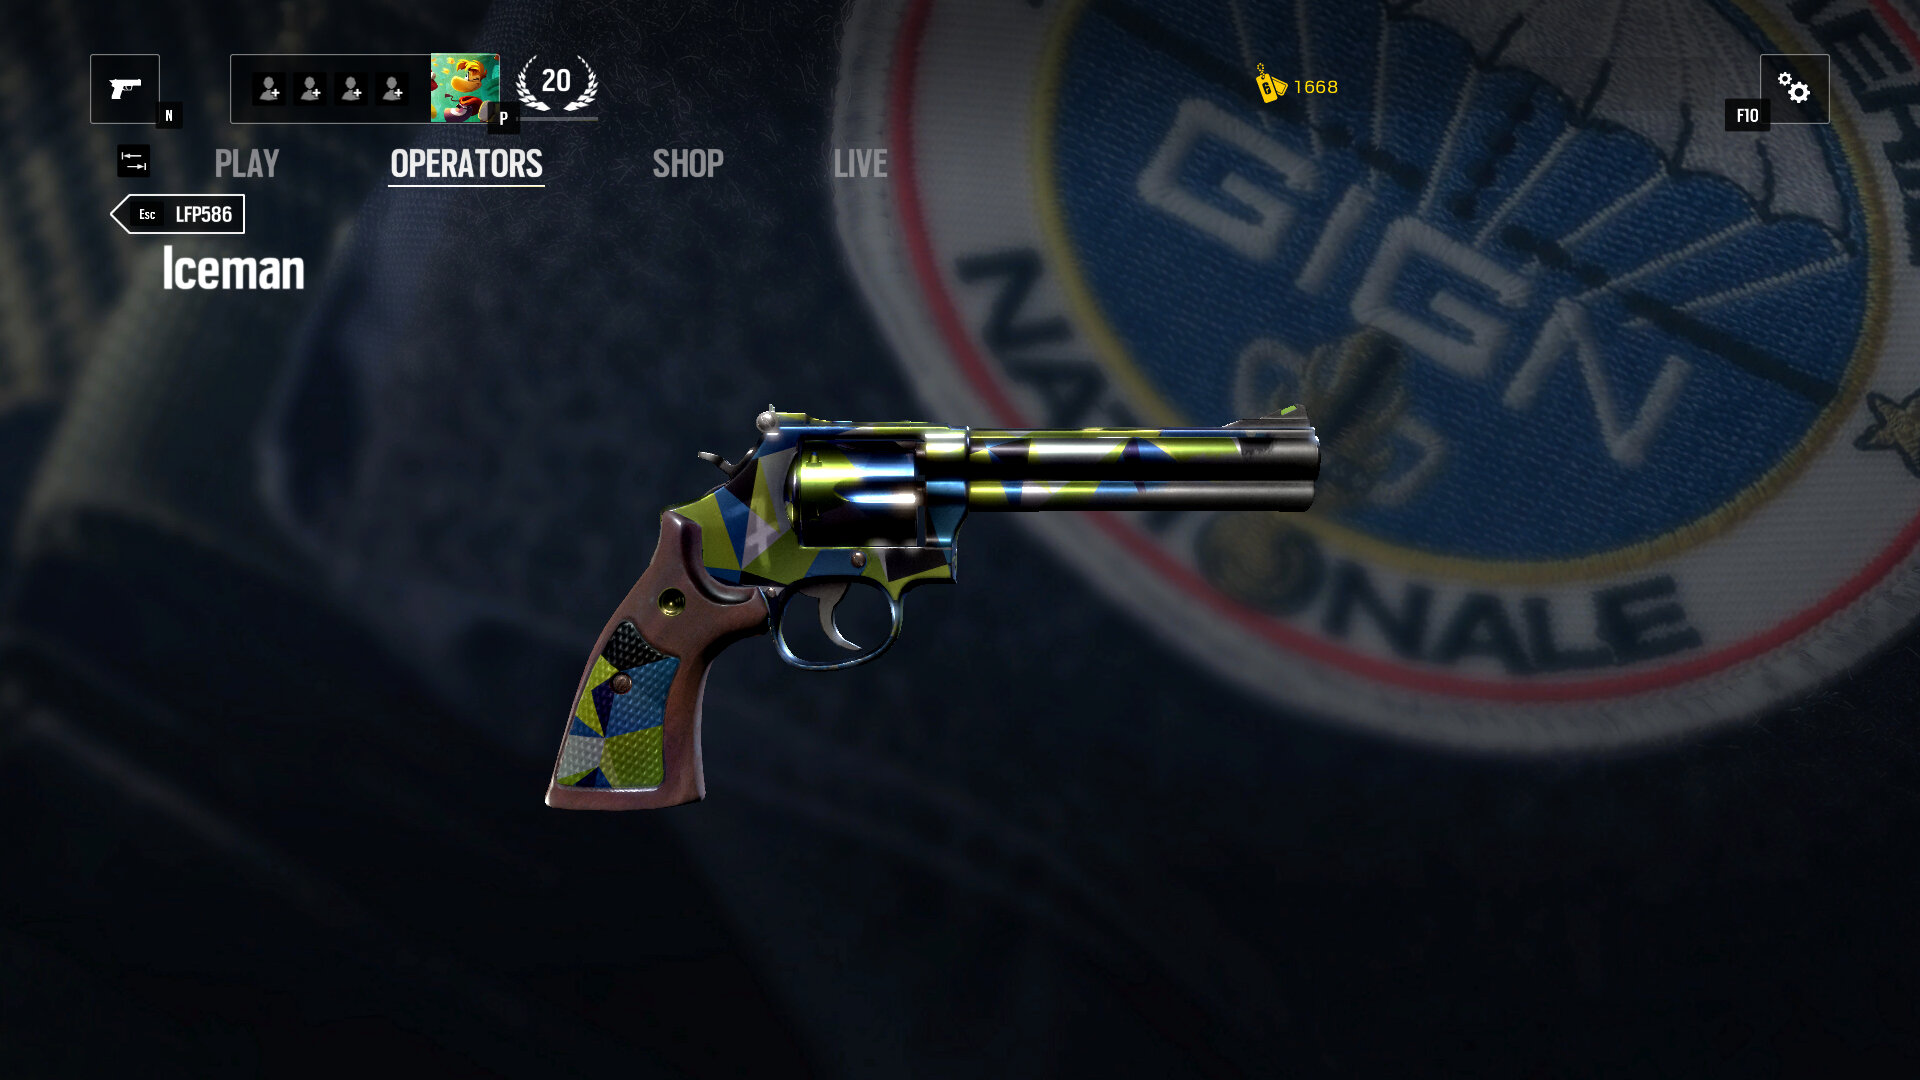 N
P
20
1668
F10
PLAY
OPERATORS
SHOP
LIVE
Esc
LFP586
Iceman
GIGN
NATIONALE